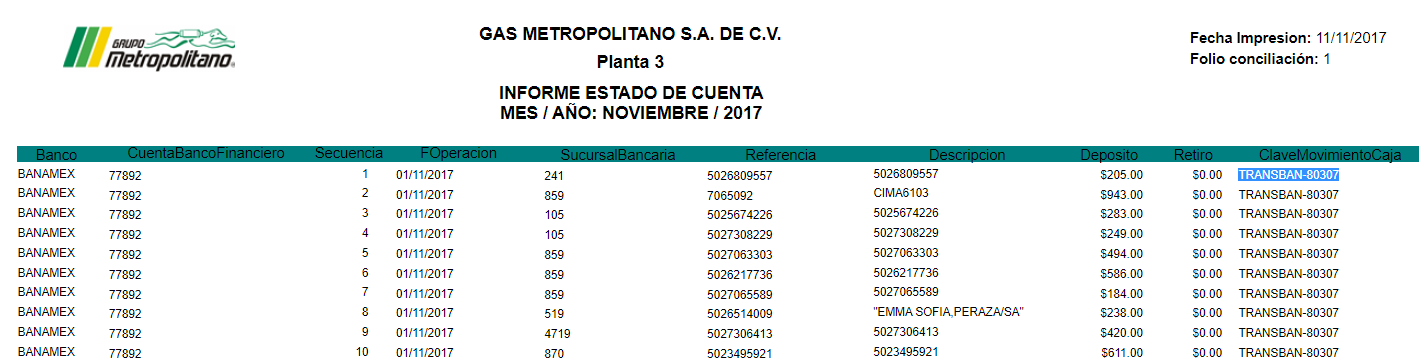 GRUPO
Metropolitano
GAS METROPOLITANO S.A. DE C.V.
Planta 3
INFORME ESTADO DE CUENTA
MES / AÑO: NOVIEMBRE / 2017
Fecha Impresion: 11/11/2017
Folio conciliación: 1
Banco CuentaBancoFinanciero Secuencia FOperacion SucursalBancaria Referencia Descripcion Deposito Retiro ClaveMovimientoCaja
BANAMEX 77892 1 01/11/2017 241 5026809557 5026809557 $205.00 $0.00 TRANSBAN-80307
BANAMEX 77892 2 01/11/2017 859 7065092 CIMA6103 $943.00 $0.00 TRANSBAN-80307
BANAMEX 77892 3 01/11/2017 105 5025674226 5025674226 $283.00 $0.00 TRANSBAN-80307
BANAMEX 77892 4 01/11/2017 105 5027308229 5027308229 $249.00 $0.00 TRANSBAN-80307
BANAMEX 77892 5 01/11/2017 859 5027063303 5027063303 $494.00 $0.00 TRANSBAN-80307
BANAMEX 77892 6 01/11/2017 859 5026217736 5026217736 $586.00 $0.00 TRANSBAN-80307
BANAMEX 77892 7 01/11/2017 859 5027065589 5027065589 $184.00 $0.00 TRANSBAN-80307
BANAMEX 77892 8 01/11/2017 519 5026514009 "EMMA SOFIA,PERAZA/SA" $238.00 $0.00 TRANSBAN-80307
BANAMEX 77892 9 01/11/2017 4719 5027306413 5027306413 $420.00 $0.00 TRANSBAN-80307
BANAMEX 77892 10 01/11/2017 870 5023495921 5023495921 $611.00 $0.00 TRANSBAN-80307